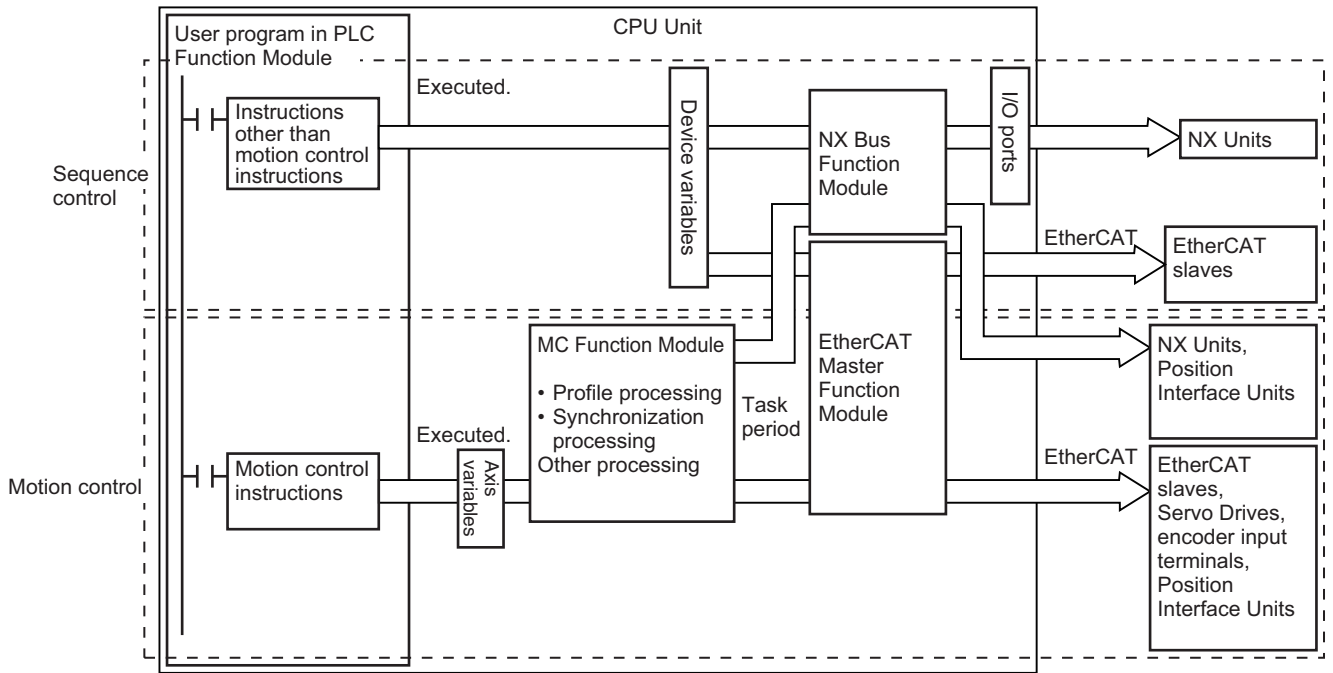 CPU Unit
User program in PLC
Function Module
Sequence
control
Executed.
Instructions
other than
motion control
instructions
Device variables
NX Bus
Function
Module
I/O ports
NX Units
EtherCAT
EtherCAT
slaves
Motion control
MC Function Module
• Profile processing
• Synchronization
processing
Other processing
Task
period
EtherCAT
Master
Function
Module
NX Units,
Position
Interface Units
Executed.
Motion control
instructions
Axis
variables
EtherCAT
EtherCAT
slaves,
Servo Drives,
encoder input
terminals,
Position
Interface Units